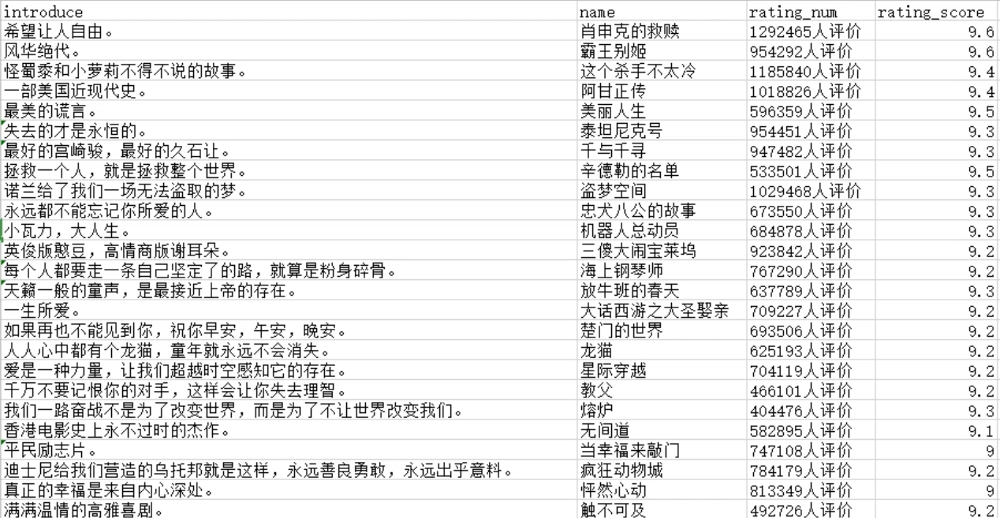 introduce name rating_num rating_score
希望让人自由。 肖申克的救赎 1292465人评价 9.6
风华绝代。 霸王别姬 954292人评价 9.6
怪蜀黍和小萝莉不得不说的故事。 这个杀手不太冷 1185840人评价 9.4
一部美国近现代史。 阿甘正传 1018826人评价 9.4
最美的谎言。 美丽人生 596359人评价 9.5
失去的才是永恒的。 泰坦尼克号 954451人评价 9.3
最好的宫崎骏，最好的久石让。 千与千寻 947482人评价 9.3
拯救一个人，就是拯救整个世界。 辛德勒的名单 533501人评价 9.5
诺兰给了我们一场无法盗取的梦。 盗梦空间 1029468人评价 9.3
永远都不能忘记你所爱的人。 忠犬八公的故事 673550人评价 9.3
小瓦力，大人生。 机器人总动员 684878人评价 9.3
英俊版憨豆，高情商版谢耳朵。 三傻大闹宝莱坞 923842人评价 9.2
每个人都要走一条自己坚定了的路，就算是粉身碎骨。 海上钢琴师 767290人评价 9.2
天籁一般的童声，是最接近上帝的存在。 放牛班的春天 637789人评价 9.3
一生所爱。 大话西游之大圣娶亲 709227人评价 9.2
如果再也不能见到你，祝你早安，午安，晚安。 楚门的世界 693506人评价 9.2
人人心中都有个龙猫，童年就永远不会消失。 龙猫 625193人评价 9.2
爱是一种力量，让我们超越时空感知它的存在。 星际穿越 704119人评价 9.2
千万不要记恨你的对手，这样会让你失去理智。 教父 466101人评价 9.2
我们一路奋战不是为了改变世界，而是为了不让世界改变我们。 熔炉 404476人评价 9.3
香港电影史上永不过时的杰作。 无间道 582895人评价 9.1
平民励志片。 当幸福来敲门 747108人评价 9
迪士尼给我们营造的乌托邦就是这样，永远善良勇敢，永远出乎意料。 疯狂动物城 784179人评价 9.2
真正的幸福是来自内心深处。 怦然心动 813349人评价 9
满满温情的高雅喜剧。 触不可及 492726人评价 9.2